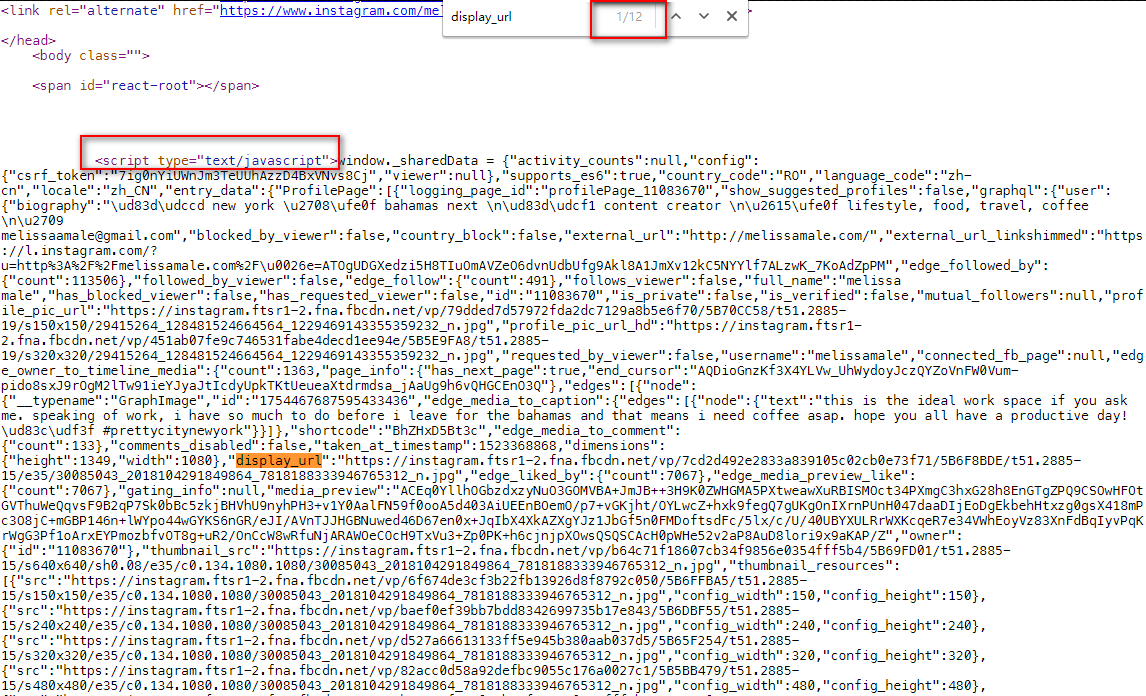 <link rel="alternate" href="https://www.instagram.com/mel
display_url
1/12
</head>
<body class="">
<span id="react-root"></span>
<script type="text/javascript">window._sharedData = {"activity_counts":null,"config":
{"csrf_token":"7ig0nYiUWnJm3TeUUhAzzD4BxVNvs8Cj","viewer":null},"supports_es6":true,"country_code":"RO","language_code":"zh-
cn","locale":"zh_CN","entry_data":{"ProfilePage":[{"logging_page_id":"profilePage_11083670","show_suggested_profiles":false,"graphql":{"user":
{"biography":"\ud83d\udccd new york \u2708\ufe0f bahamas next \n\ud83d\udcf1 content creator \n\u2615\ufe0f lifestyle, food, travel, coffee
\n\u2709
melissaamale@gmail.com","blocked_by_viewer":false,"country_block":false,"external_url":"http://melissamale.com/","external_url_linkshimmed":"https
://l.instagram.com/?
u=http%3A%2F%2Fmelissamale.com%2F\u0026e=ATOgUDGXedzi5H8TIuOmAVZeO6dvnUdbUfg9Akl8A1JmXv12kC5NYYlf7ALzwK_7KoAdZpPM","edge_followed_by":
{"count":113506},"followed_by_viewer":false,"edge_follow":{"count":491},"follows_viewer":false,"full_name":"melissa
male","has_blocked_viewer":false,"has_requested_viewer":false,"id":"11083670","is_private":false,"is_verified":false,"mutual_followers":null,"prof
ile_pic_url":"https://instagram.ftsr1-2.fna.fbcdn.net/vp/79dded7d57972fda2dc7129a8b5e6f70/5B70CC58/t51.2885-
19/s150x150/29415264_128481524664564_1229469143355359232_n.jpg","profile_pic_url_hd":"https://instagram.ftsr1-
2.fna.fbcdn.net/vp/451ab07fe9c746531fabe4decd1ee94e/5B5E9FA8/t51.2885-
19/s320x320/29415264_128481524664564_1229469143355359232_n.jpg","requested_by_viewer":false,"username":"melissamale","connected_fb_page":null,"edg
e_owner_to_timeline_media":{"count":1363,"page_info":{"has_next_page":true,"end_cursor":"AQDioGnzKf3X4YLVw_UhWydoyJczQYZoVnFW0Vum-
pido8sxJ9rOgM2lTw91ieYJyaJtIcdyUpkTKtUeueaXtdrmdsa_jAaUg9h6vQHGCEnO3Q"},"edges":[{"node":
{"__typename":"GraphImage","id":"1754467687595433436","edge_media_to_caption":{"edges":[{"node":{"text":"this is the ideal work space if you ask
me. speaking of work, i have so much to do before i leave for the bahamas and that means i need coffee asap. hope you all have a productive day!
\ud83c\udf3f #prettycitynewyork"}}]},"shortcode":"BhZHxD5Bt3c","edge_media_to_comment":
{"count":133},"comments_disabled":false,"taken_at_timestamp":1523368868,"dimensions":
{"height":1349,"width":1080},"display_url":"https://instagram.ftsr1-2.fna.fbcdn.net/vp/7cd2d492e2833a839105c02cb0e73f71/5B6F8BDE/t51.2885-
15/e35/30085043_2018104291849864_7818188333946765312_n.jpg","edge_liked_by":{"count":7067},"edge_media_preview_like":
{"count":7067},"gating_info":null,"media_preview":"ACEq0YllhOGbzdxzyNuO3GOMVBA+JmJB++3H9K0ZWHGMA5PXtweawXuRBISMOct34PXmgC3hxG28h8EnGTgZPQ9CSOwHFOt
GVThuWeQqvsF9B2qP7Sk0bBc5zkjBHVhU9nyhPH3+v1Y0AalFN59f0ooA5d403AiUEEnBOemO/p7+vGKjht/OYLwcZ+hxk9fegQ7gUKgOnIXrnPUnH047daaDIjEoDgEkbehHtxzg0gsX418mP
c3O8jC+mGBP146n+lWYpo44wGYKS6nGR/eJI/AVnTJJHGBNuwed46D67en0x+JqIbX4XkAZXgYJz1JbGf5n0FMDoftsdFc/5lx/c/U/40UBYXULRrWXKcqeR7e34VWhEoyVz83XnFdBqIyvPqK
rWgG3Pf1oArxEYPmozbfvOT8g+uR2/OnCcW8wRfuNjARAWOeCOcH9TxVu3+Zp0PK+h6cjnjpXOwsQSQSCAcH0pWHe52v2aP8AuD8lori9x9aKAP/Z","owner":
{"id":"11083670"},"thumbnail_src":"https://instagram.ftsr1-2.fna.fbcdn.net/vp/b64c71f18607cb34f9856e0354fff5b4/5B69FD01/t51.2885-
15/s640x640/sh0.08/e35/c0.134.1080.1080/30085043_2018104291849864_7818188333946765312_n.jpg","thumbnail_resources":
[{"src":"https://instagram.ftsr1-2.fna.fbcdn.net/vp/6f674de3cf3b22fb13926d8f8792c050/5B6FFBA5/t51.2885-
15/s150x150/e35/c0.134.1080.1080/30085043_2018104291849864_7818188333946765312_n.jpg","config_width":150,"config_height":150},
{"src":"https://instagram.ftsr1-2.fna.fbcdn.net/vp/baef0ef39bb7bdd8342699735b17e843/5B6DBF55/t51.2885-
15/s240x240/e35/c0.134.1080.1080/30085043_2018104291849864_7818188333946765312_n.jpg","config_width":240,"config_height":240},
{"src":"https://instagram.ftsr1-2.fna.fbcdn.net/vp/d527a66613133ff5e945b380aab037d5/5B65F254/t51.2885-
15/s320x320/e35/c0.134.1080.1080/30085043_2018104291849864_7818188333946765312_n.jpg","config_width":320,"config_height":320},
{"src":"https://instagram.ftsr1-2.fna.fbcdn.net/vp/82acc0d58a92defbc9055c176a0027c1/5B5BB479/t51.2885-
15/s480x480/e35/c0.134.1080.1080/30085043_2018104291849864_7818188333946765312_n.jpg","config_width":480,"config_height":480},